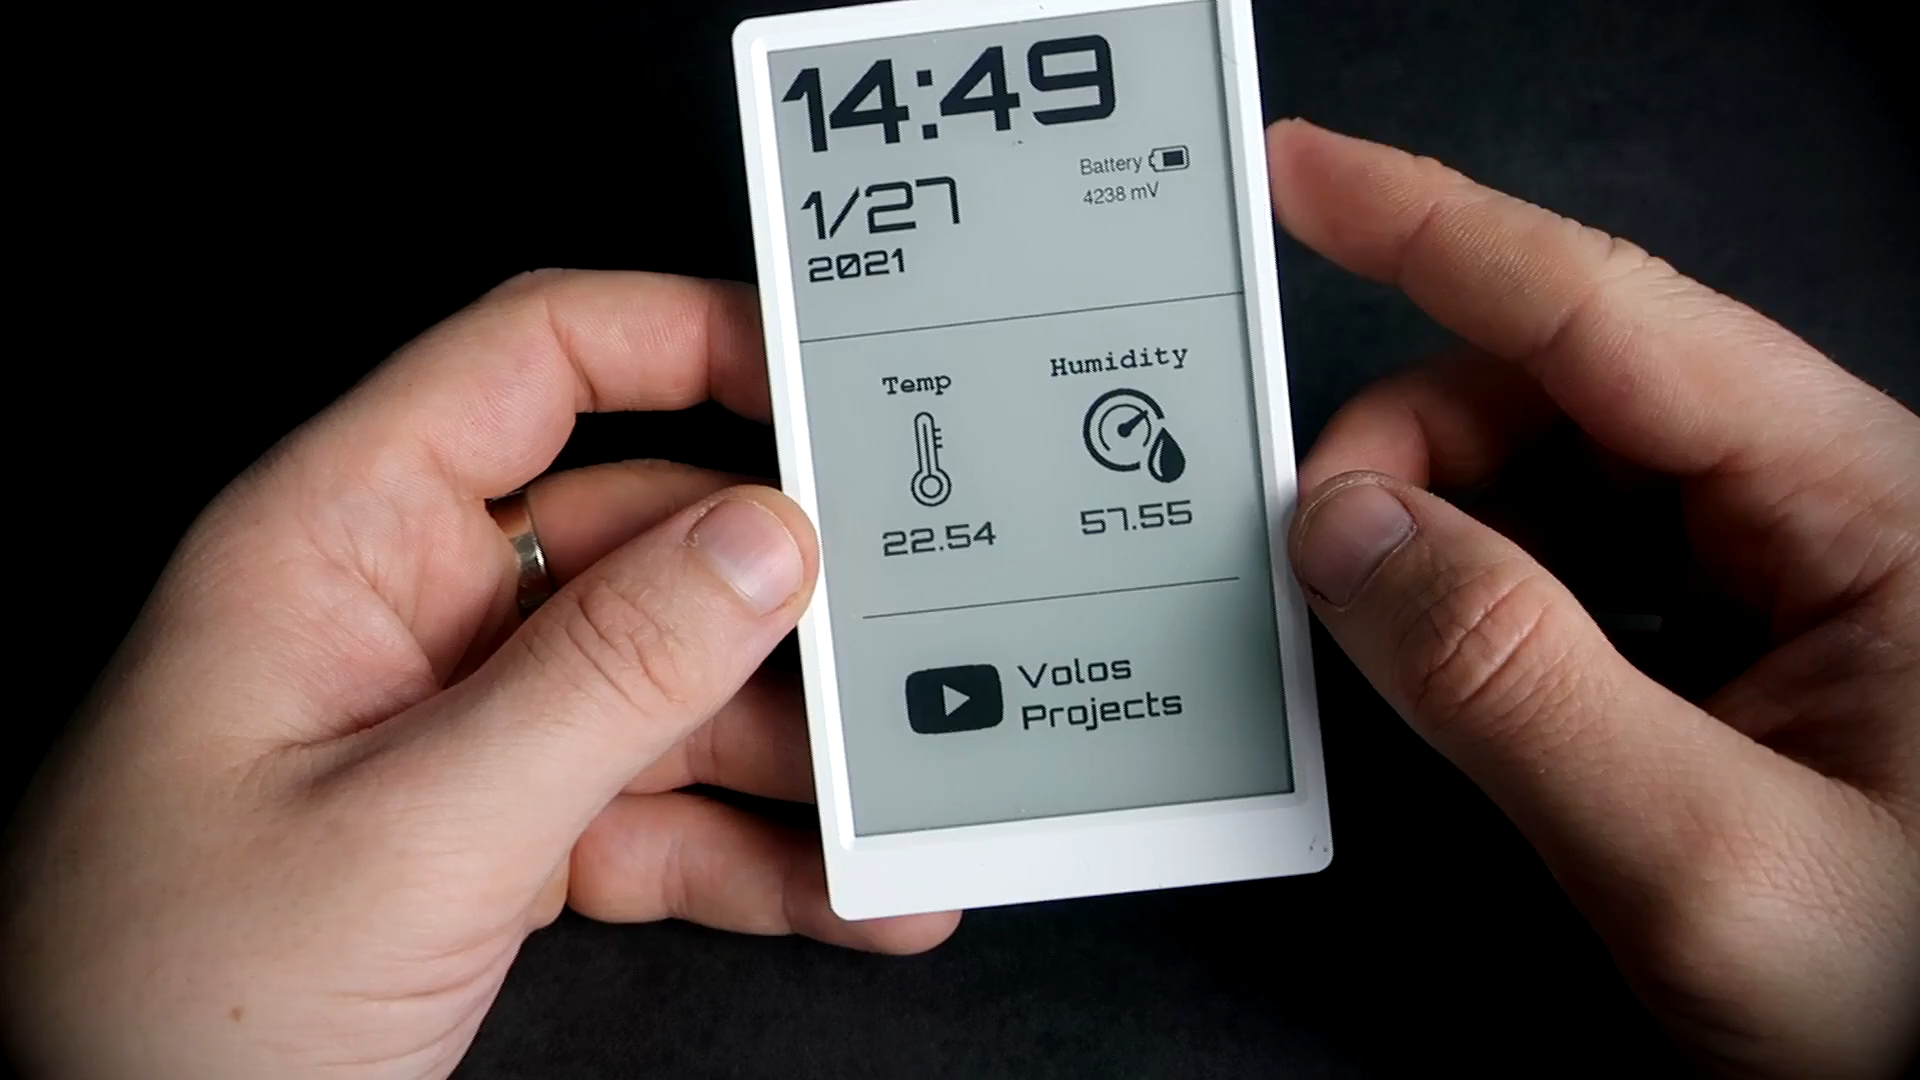 14:49
Battery
4238 mV
1/27
2021
Temp
Humidity
22.54
57.55
Volos
Projects